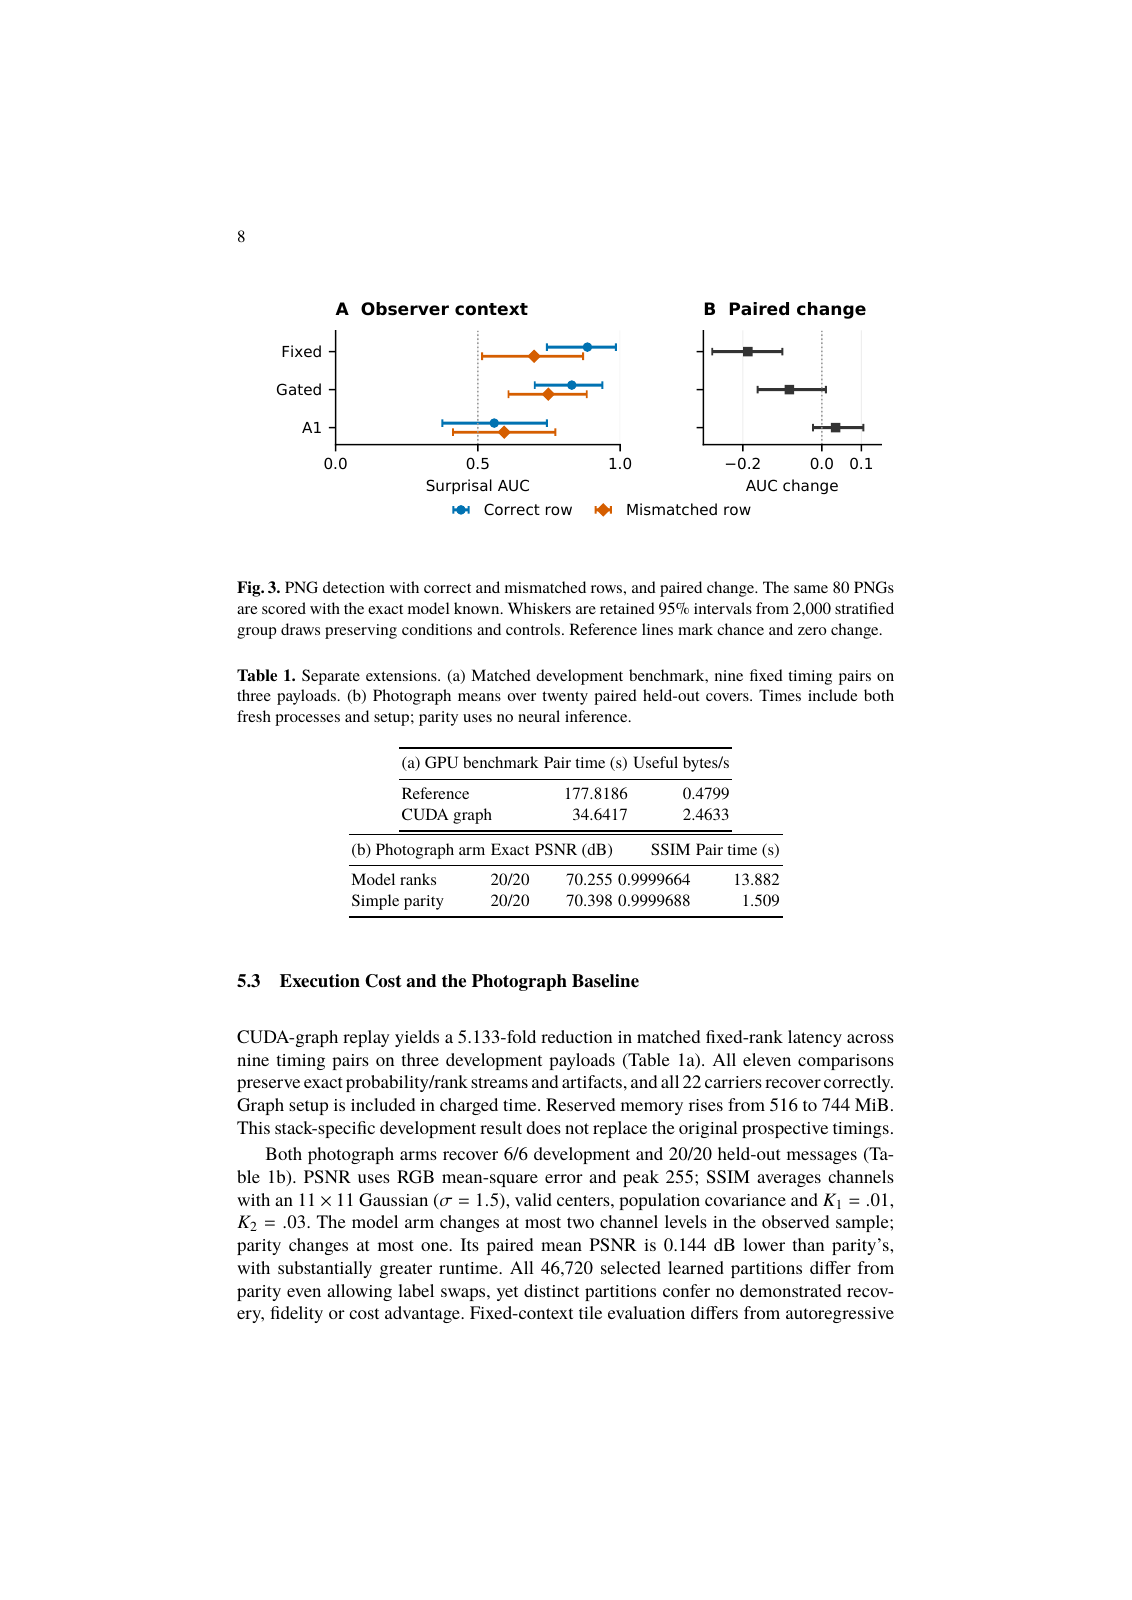 8
A Observer context
B Paired change
Fixed
Gated
A1
0.0 0.5 1.0
Surprisal AUC
−0.2 0.0 0.1
AUC change
Correct row Mismatched row
Fig. 3. PNG detection with correct and mismatched rows, and paired change. The same 80 PNGs
are scored with the exact model known. Whiskers are retained 95% intervals from 2,000 stratified
group draws preserving conditions and controls. Reference lines mark chance and zero change.
Table 1. Separate extensions. (a) Matched development benchmark, nine fixed timing pairs on
three payloads. (b) Photograph means over twenty paired held-out covers. Times include both
fresh processes and setup; parity uses no neural inference.
(a) GPU benchmark Pair time (s) Useful bytes/s
Reference 177.8186 0.4799
CUDA graph 34.6417 2.4633
(b) Photograph arm Exact PSNR (dB) SSIM Pair time (s)
Model ranks 20/20 70.255 0.9999664 13.882
Simple parity 20/20 70.398 0.9999688 1.509
5.3 Execution Cost and the Photograph Baseline
CUDA-graph replay yields a 5.133-fold reduction in matched fixed-rank latency across
nine timing pairs on three development payloads (Table 1a). All eleven comparisons
preserve exact probability/rank streams and artifacts, and all 22 carriers recover correctly.
Graph setup is included in charged time. Reserved memory rises from 516 to 744 MiB.
This stack-specific development result does not replace the original prospective timings.
Both photograph arms recover 6/6 development and 20/20 held-out messages (Ta-
ble 1b). PSNR uses RGB mean-square error and peak 255; SSIM averages channels
with an 11 × 11 Gaussian (σ = 1.5), valid centers, population covariance and K₁ = .01,
K₂ = .03. The model arm changes at most two channel levels in the observed sample;
parity changes at most one. Its paired mean PSNR is 0.144 dB lower than parity's,
with substantially greater runtime. All 46,720 selected learned partitions differ from
parity even allowing label swaps, yet distinct partitions confer no demonstrated recov-
ery, fidelity or cost advantage. Fixed-context tile evaluation differs from autoregressive